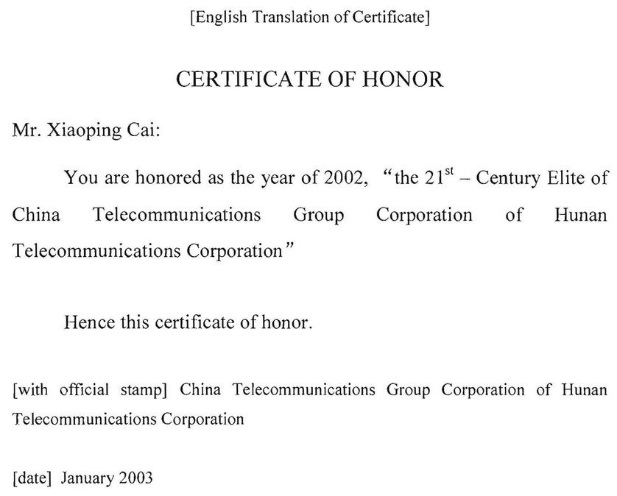 [English Translation of Certificate]
CERTIFICATE OF HONOR
Mr. Xiaoping Cai:
You are honored as the year of 2002, “the 21st – Century Elite of
China Telecommunications Group Corporation of Hunan
Telecommunications Corporation”
Hence this certificate of honor.
[with official stamp] China Telecommunications Group Corporation of Hunan
Telecommunications Corporation
[date] January 2003